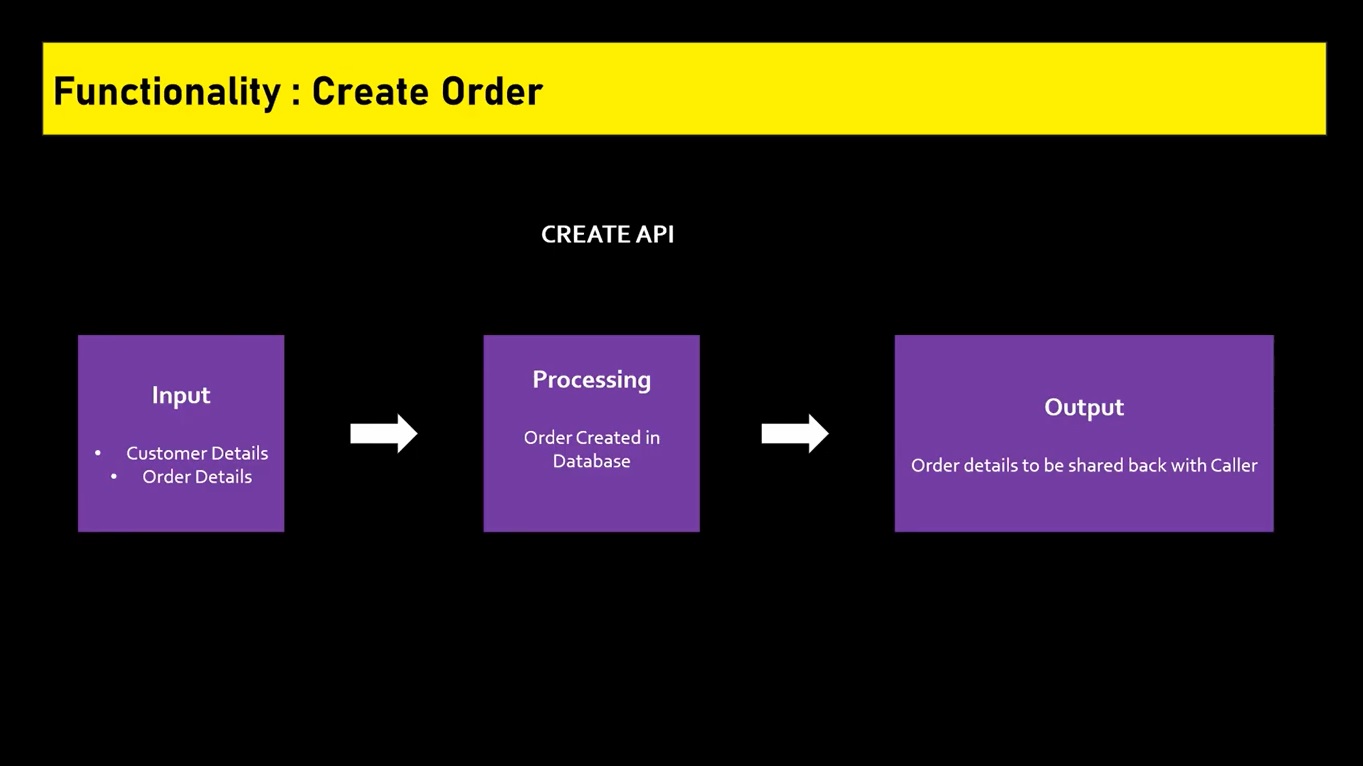 Functionality : Create Order
CREATE API
Input
• Customer Details
• Order Details
Processing
Order Created in
Database
Output
Order details to be shared back with Caller